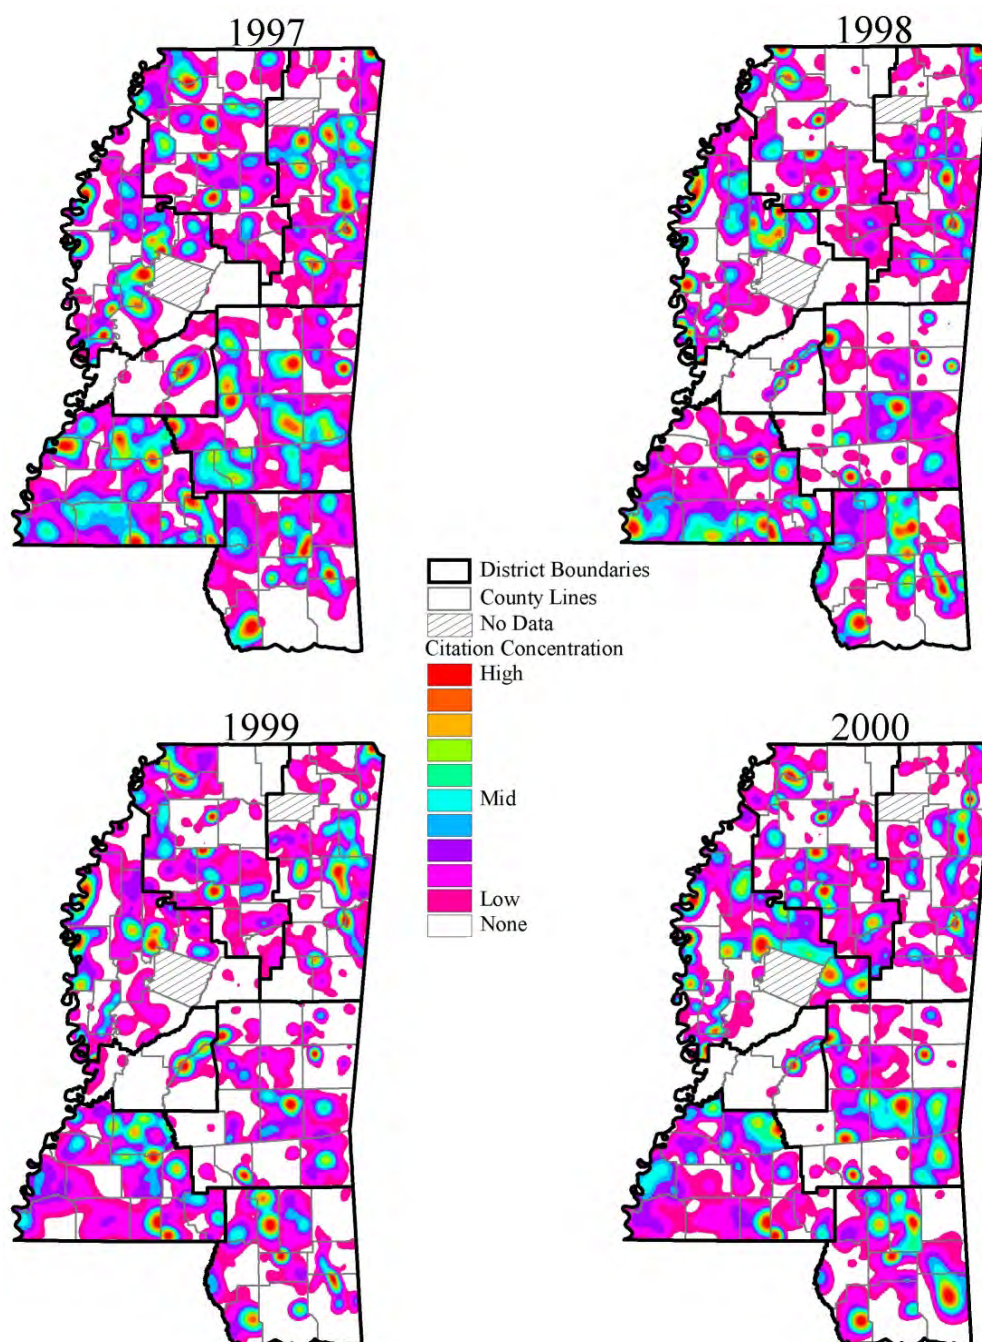 1997
1998
District Boundaries
County Lines
No Data
Citation Concentration
High
Mid
Low
None
1999
2000